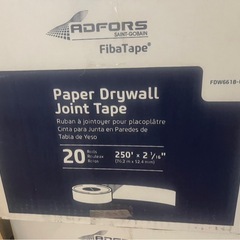 ADFORS
SAINT-GOBAIN
FibaTape®
FDW6618-
Paper Drywall
Joint Tape
Ruban à jointoyer pour placoplâtre
Cinta para Junta en Paredes de
Tabla de Yeso
20 Rolls
Rouleaux
Rollos
250' x 2 1/16"
ADFORS